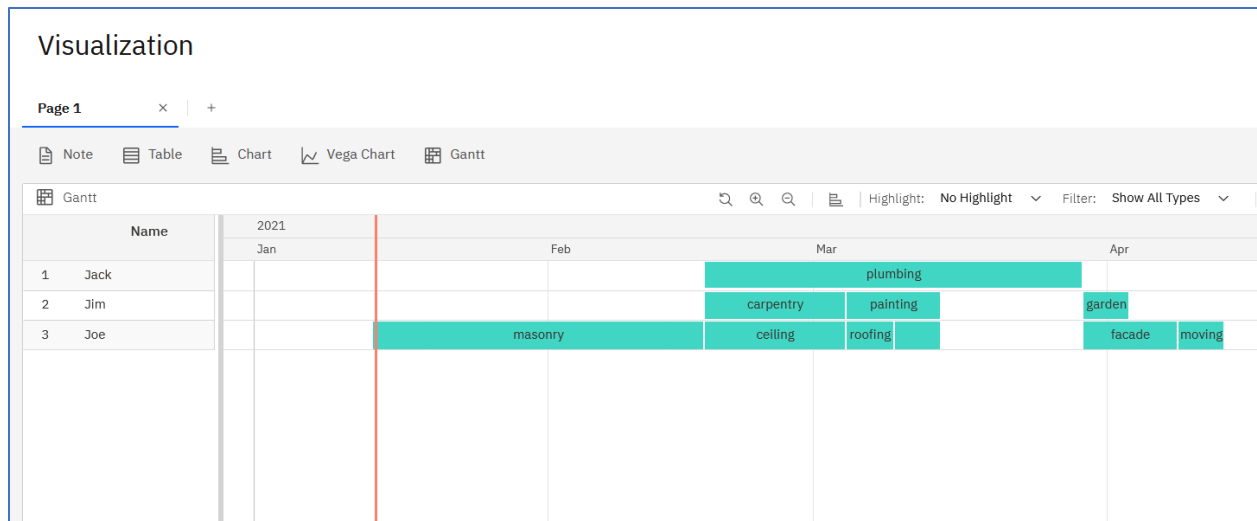 Visualization
Page 1 × +
Note Table Chart Vega Chart Gantt
Gantt Highlight: No Highlight Filter: Show All Types
Name 2021
Jan Feb Mar Apr
1 Jack plumbing
2 Jim carpentry painting garden
3 Joe masonry ceiling roofing facade moving